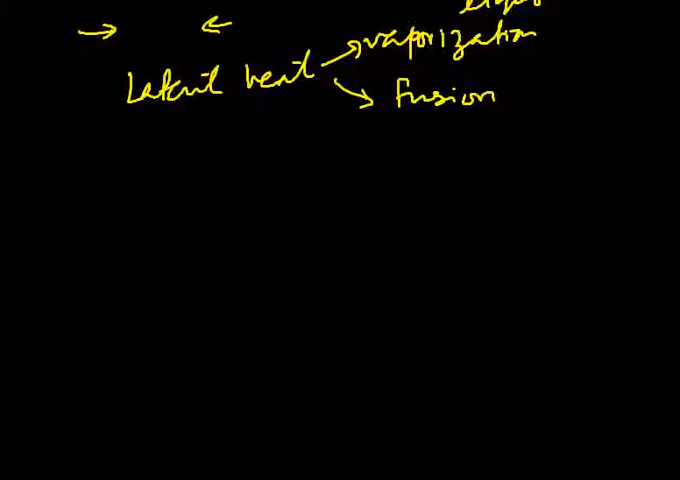 → ←
vaporization
Latent heat
Fusion